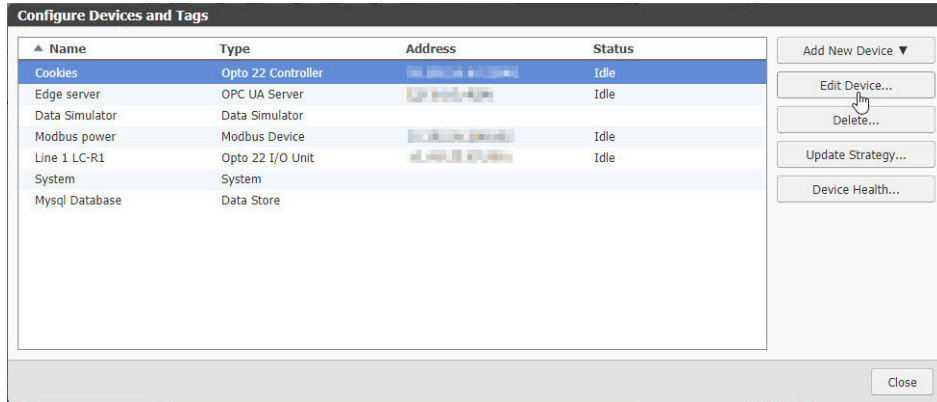 Configure Devices and Tags
▲ Name Type Address Status
Cookies Opto 22 Controller Idle
Edge server OPC UA Server Idle
Data Simulator Data Simulator
Modbus power Modbus Device Idle
Line 1 LC-R1 Opto 22 I/O Unit Idle
System System
Mysql Database Data Store
Add New Device ▼
Edit Device...
Delete...
Update Strategy...
Device Health...
Close